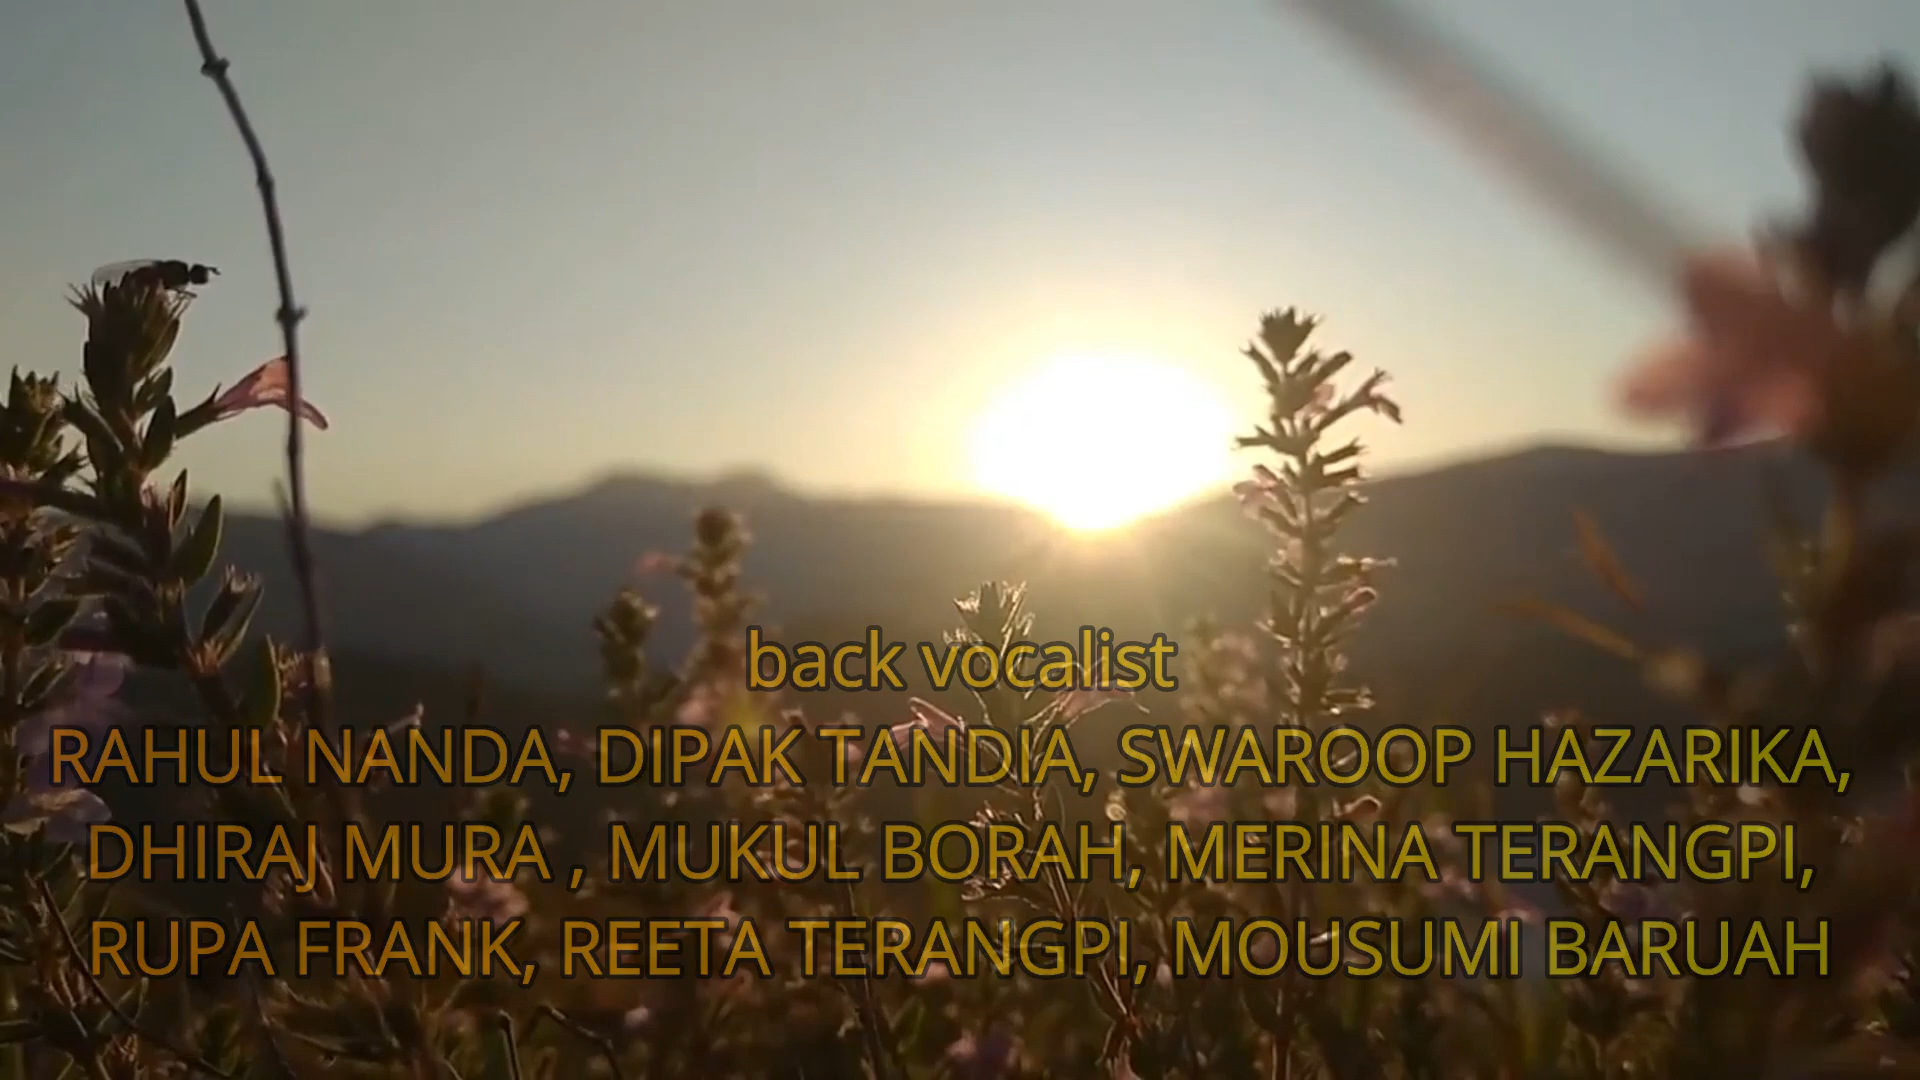 back vocalist
RAHUL NANDA, DIPAK TANDIA, SWAROOP HAZARIKA,
DHIRAJ MURA , MUKUL BORAH, MERINA TERANGPI,
RUPA FRANK, REETA TERANGPI, MOUSUMI BARUAH